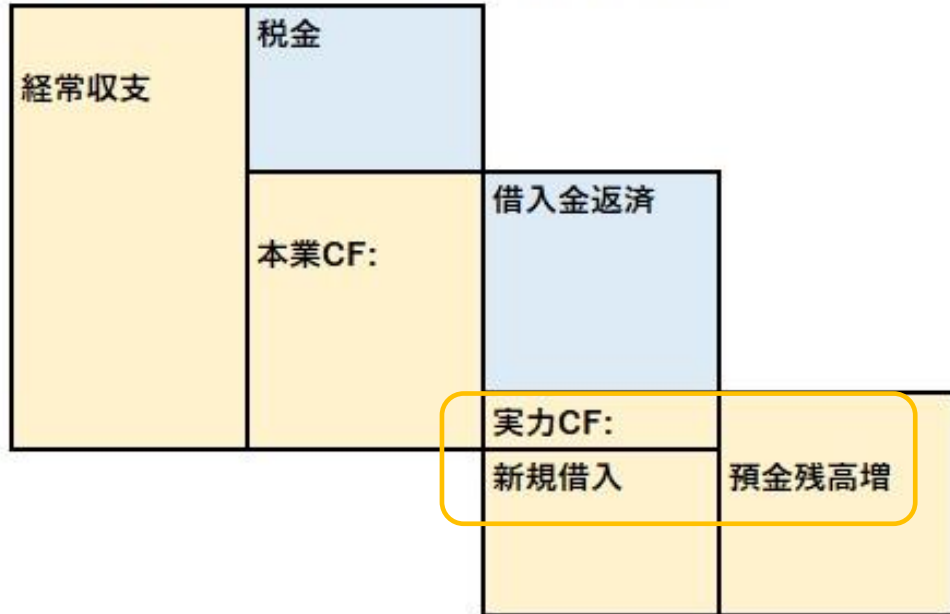 税金
経常収支
借入金返済
本業CF:
実力CF:
新規借入
預金残高増